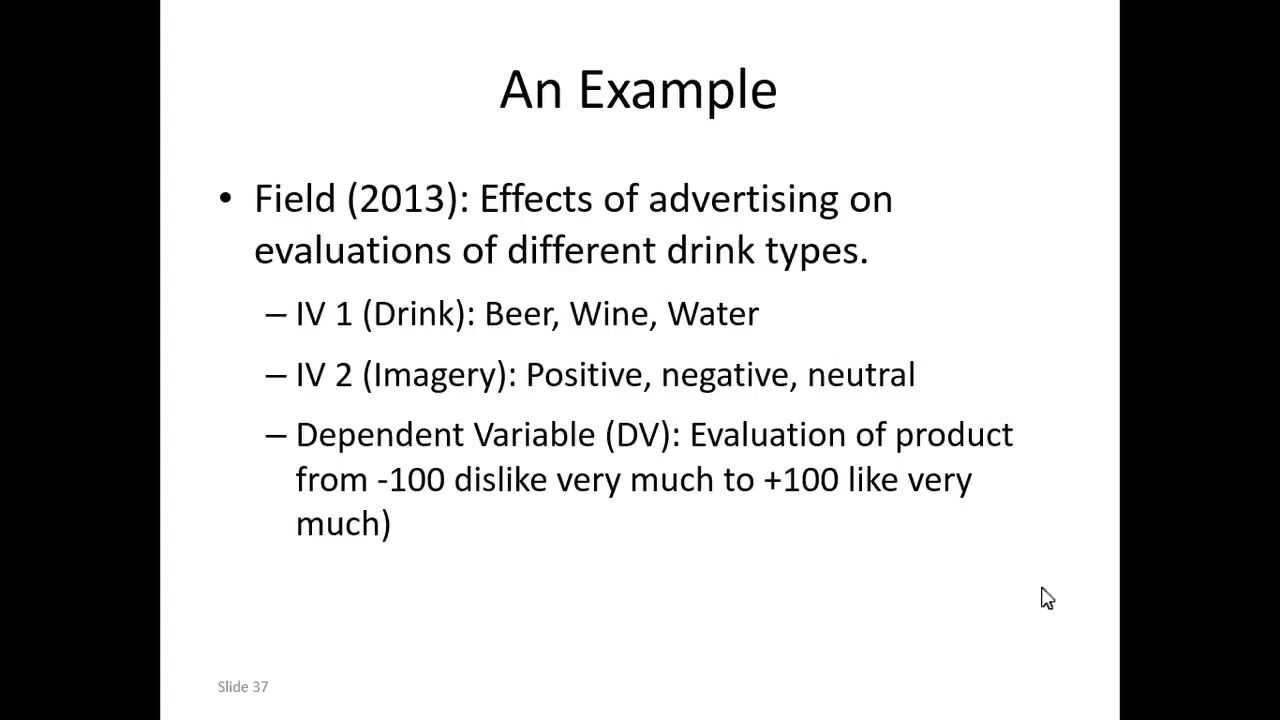 An Example
• Field (2013): Effects of advertising on
evaluations of different drink types.
– IV 1 (Drink): Beer, Wine, Water
– IV 2 (Imagery): Positive, negative, neutral
– Dependent Variable (DV): Evaluation of product
from -100 dislike very much to +100 like very
much)
Slide 37